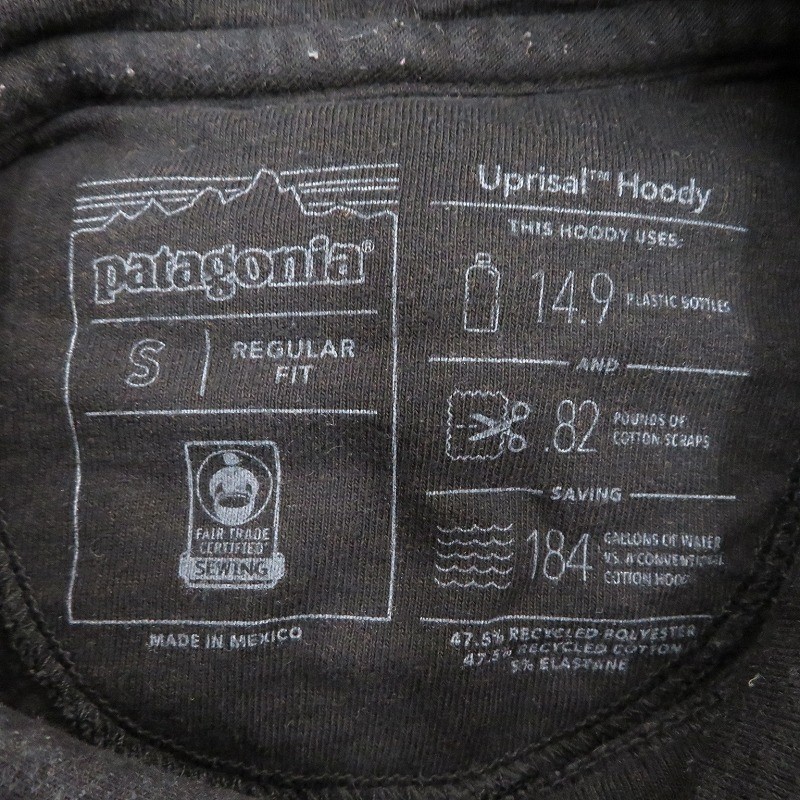 patagonia®
S
REGULAR
FIT
FAIR TRADE
CERTIFIED™
SEWING
MADE IN MEXICO
Uprisal™ Hoody
THIS HOODY USES:
14.9
PLASTIC BOTTLES
AND
.82
POUNDS OF
COTTON SCRAPS
SAVING
184
GALLONS OF WATER
VS. A CONVENTIONAL
COTTON HOODY
47.5% RECYCLED POLYESTER
47.5% RECYCLED COTTON
5% ELASTANE